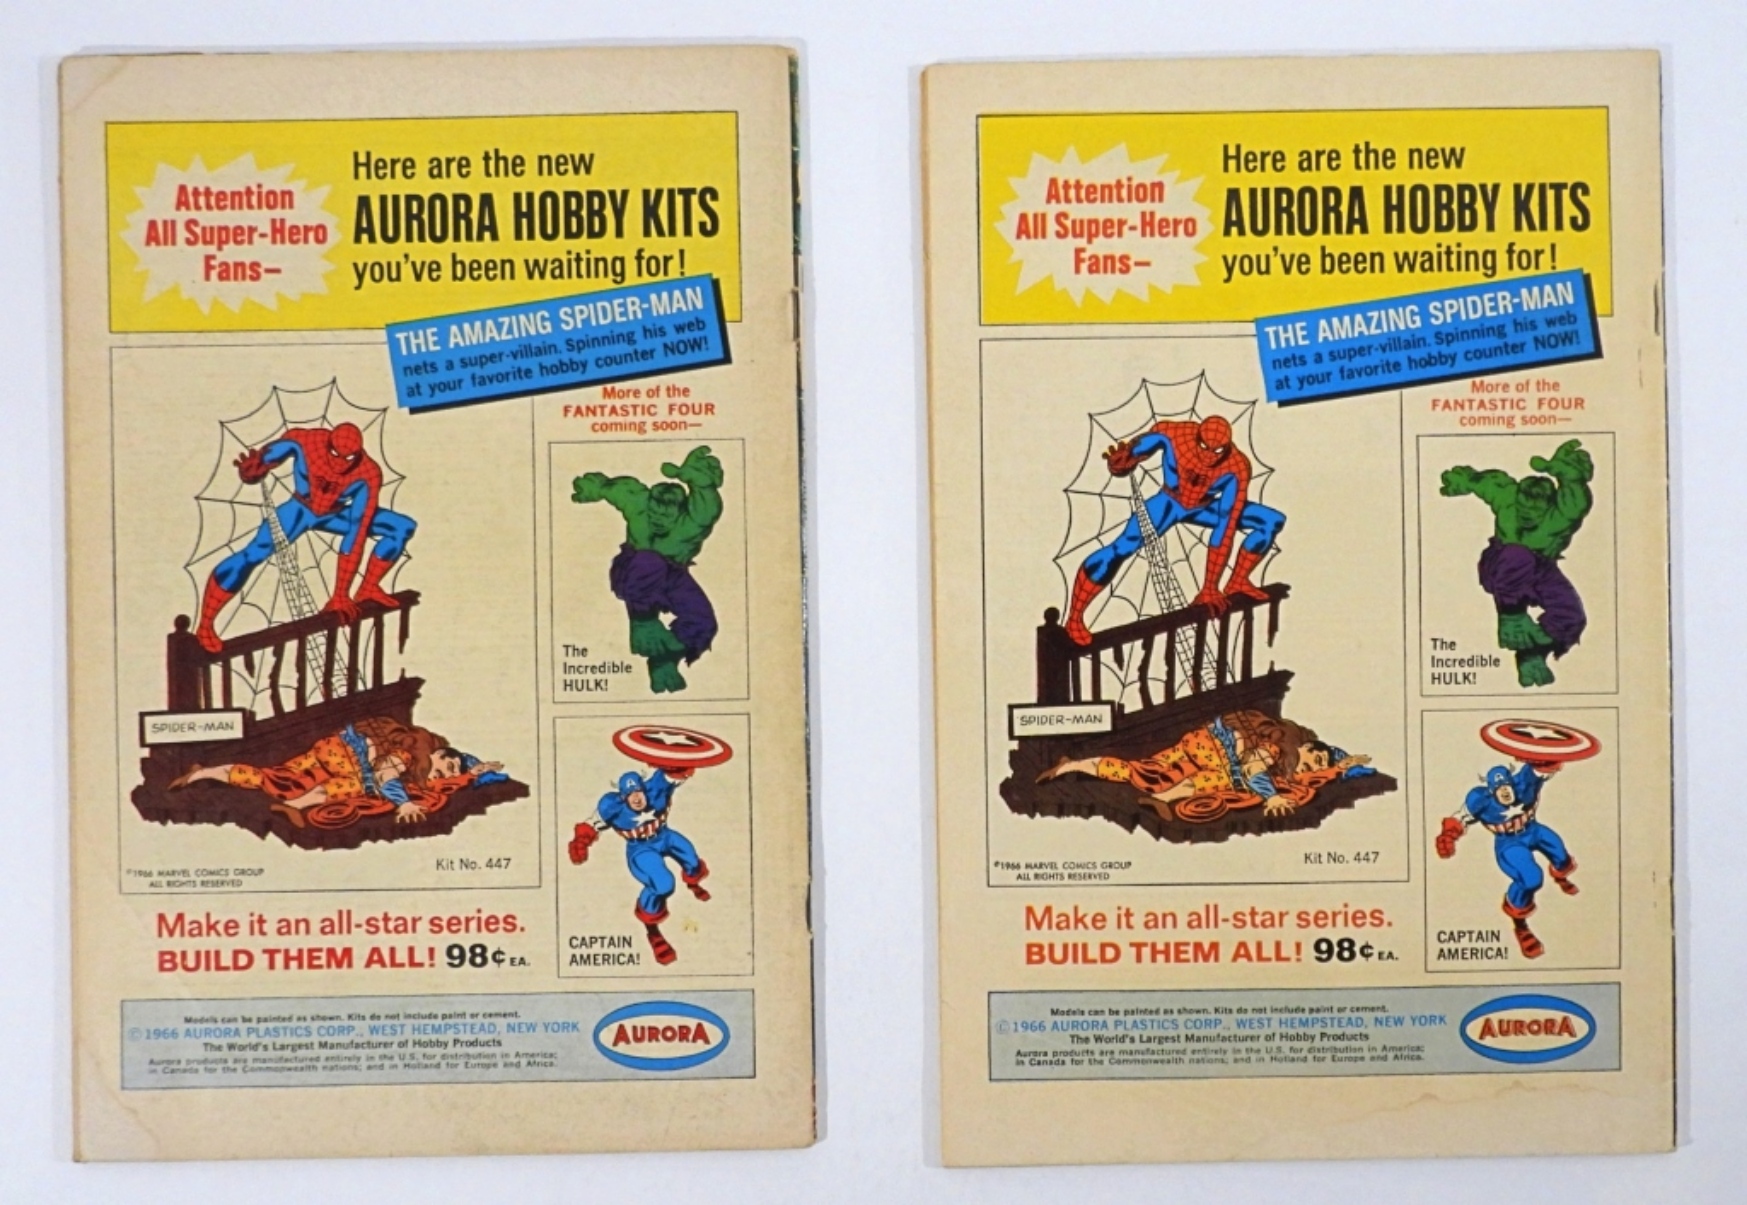 Attention
All Super-Hero
Fans—
Here are the new
AURORA HOBBY KITS
you've been waiting for!
THE AMAZING SPIDER-MAN
nets a super-villain. Spinning his web
at your favorite hobby counter NOW!
More of the
FANTASTIC FOUR
coming soon—
The
Incredible
HULK!
SPIDER-MAN
Kit No. 447
©1966 MARVEL COMICS GROUP
ALL RIGHTS RESERVED
CAPTAIN
AMERICA!
Make it an all-star series.
BUILD THEM ALL! 98¢ EA.
Models can be painted as shown. Kits do not include paint or cement.
©1966 AURORA PLASTICS CORP., WEST HEMPSTEAD, NEW YORK
The World's Largest Manufacturer of Hobby Products
Aurora products are manufactured entirely in the U.S. for distribution in America;
in Canada for the Commonwealth nations; and in Holland for Europe and Africa.
AURORA
Attention
All Super-Hero
Fans—
Here are the new
AURORA HOBBY KITS
you've been waiting for!
THE AMAZING SPIDER-MAN
nets a super-villain. Spinning his web
at your favorite hobby counter NOW!
More of the
FANTASTIC FOUR
coming soon—
The
Incredible
HULK!
SPIDER-MAN
Kit No. 447
©1966 MARVEL COMICS GROUP
ALL RIGHTS RESERVED
CAPTAIN
AMERICA!
Make it an all-star series.
BUILD THEM ALL! 98¢ EA.
Models can be painted as shown. Kits do not include paint or cement.
©1966 AURORA PLASTICS CORP., WEST HEMPSTEAD, NEW YORK
The World's Largest Manufacturer of Hobby Products
Aurora products are manufactured entirely in the U.S. for distribution in America;
in Canada for the Commonwealth nations; and in Holland for Europe and Africa.
AURORA